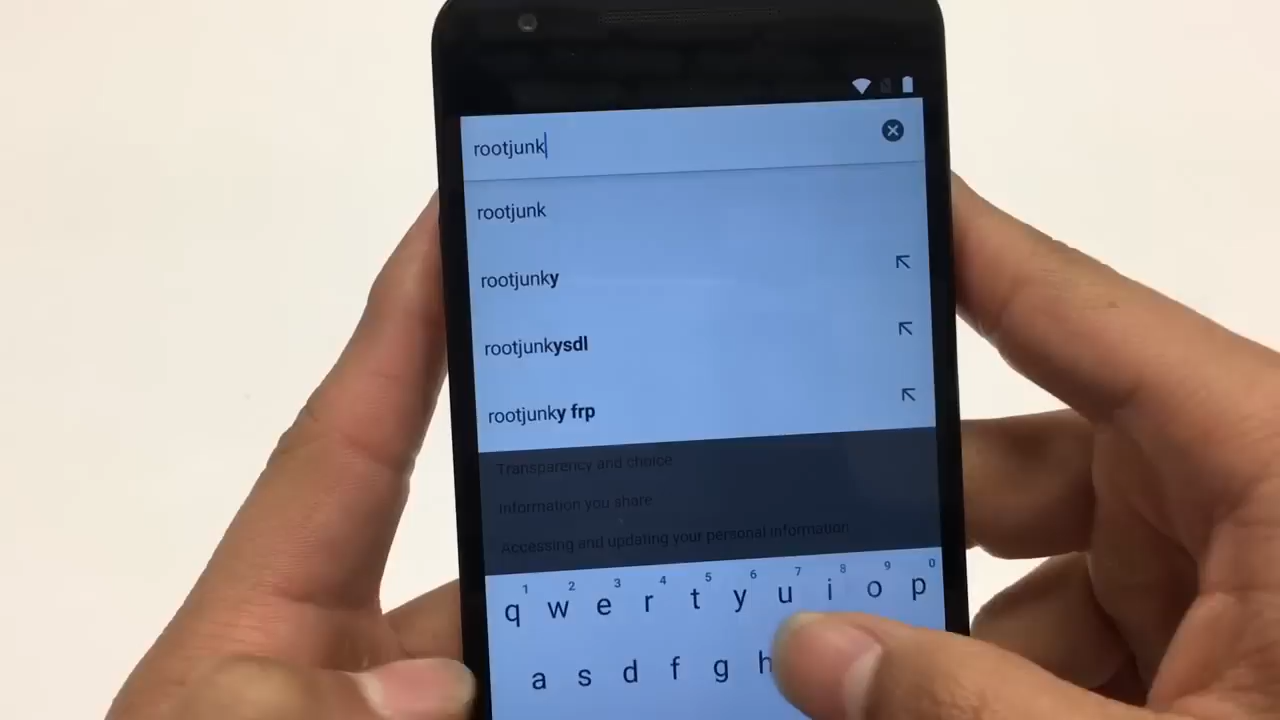 rootjunk
rootjunk
rootjunky
rootjunkysdl
rootjunky frp
Transparency and choice
Information you share
Accessing and updating your personal information
1 2 3 4 5 6 7 8 9 0
q w e r t y u i o p
a s d f g h